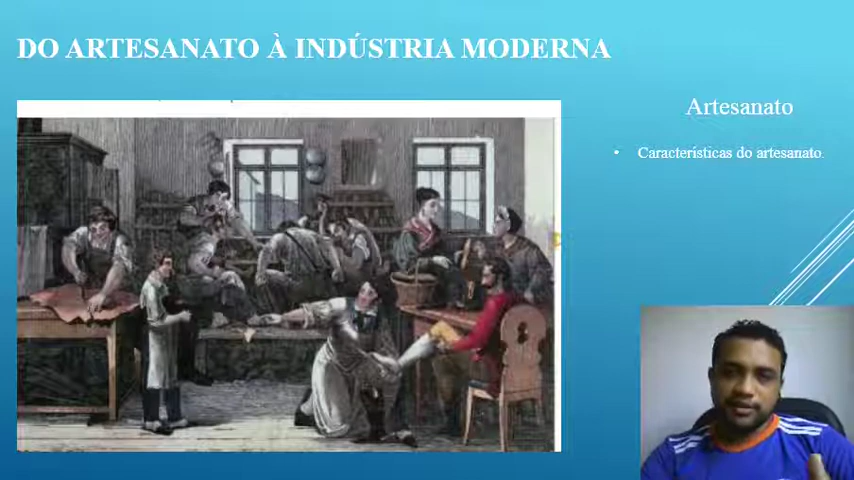 DO ARTESANATO À INDÚSTRIA MODERNA
Artesanato
• Características do artesanato.